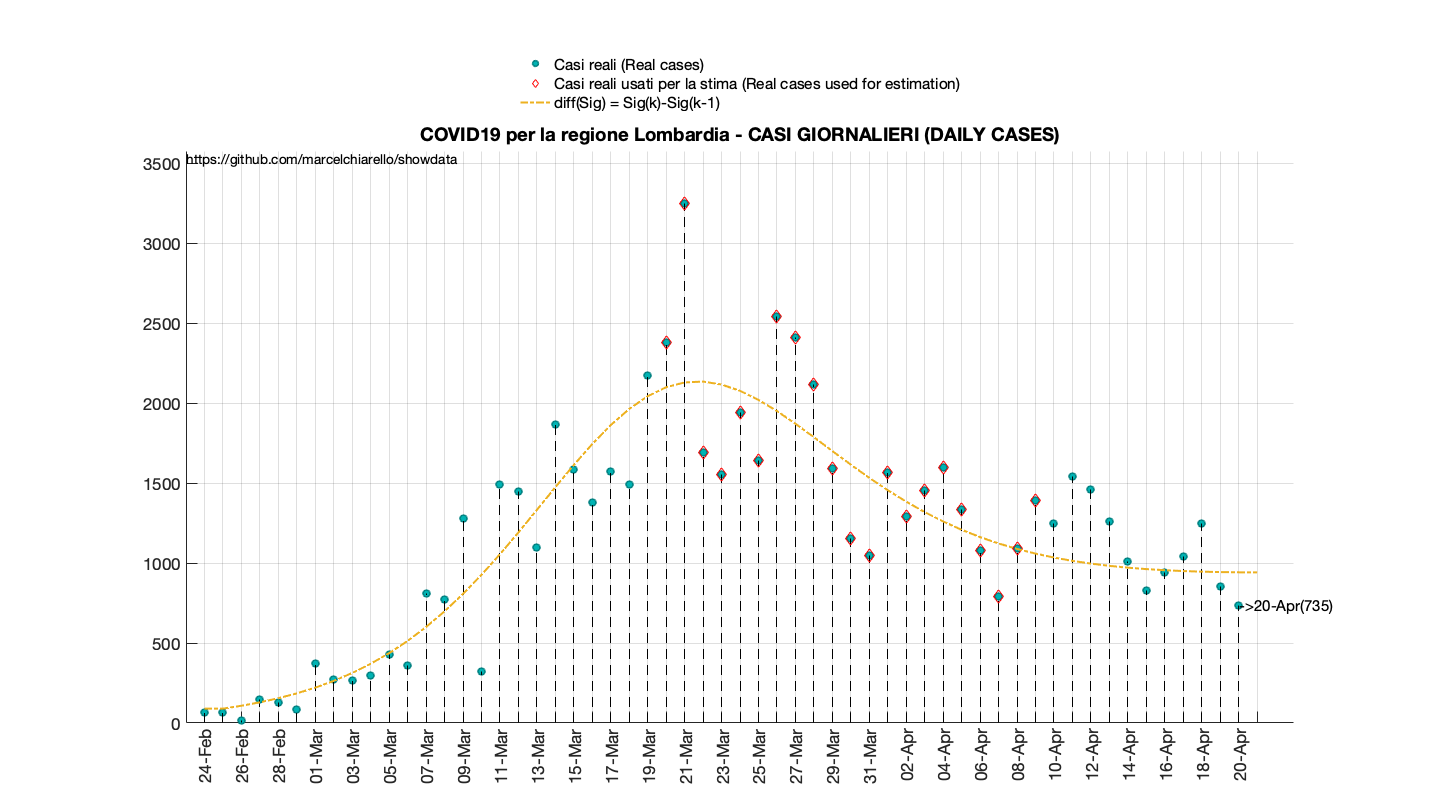 Casi reali (Real cases)
Casi reali usati per la stima (Real cases used for estimation)
diff(Sig) = Sig(k)-Sig(k-1)
COVID19 per la regione Lombardia - CASI GIORNALIERI (DAILY CASES)
https://github.com/marcelchiarello/showdata
3500
3000
2500
2000
1500
1000
500
0
->20-Apr(735)
24-Feb
26-Feb
28-Feb
01-Mar
03-Mar
05-Mar
07-Mar
09-Mar
11-Mar
13-Mar
15-Mar
17-Mar
19-Mar
21-Mar
23-Mar
25-Mar
27-Mar
29-Mar
31-Mar
02-Apr
04-Apr
06-Apr
08-Apr
10-Apr
12-Apr
14-Apr
16-Apr
18-Apr
20-Apr